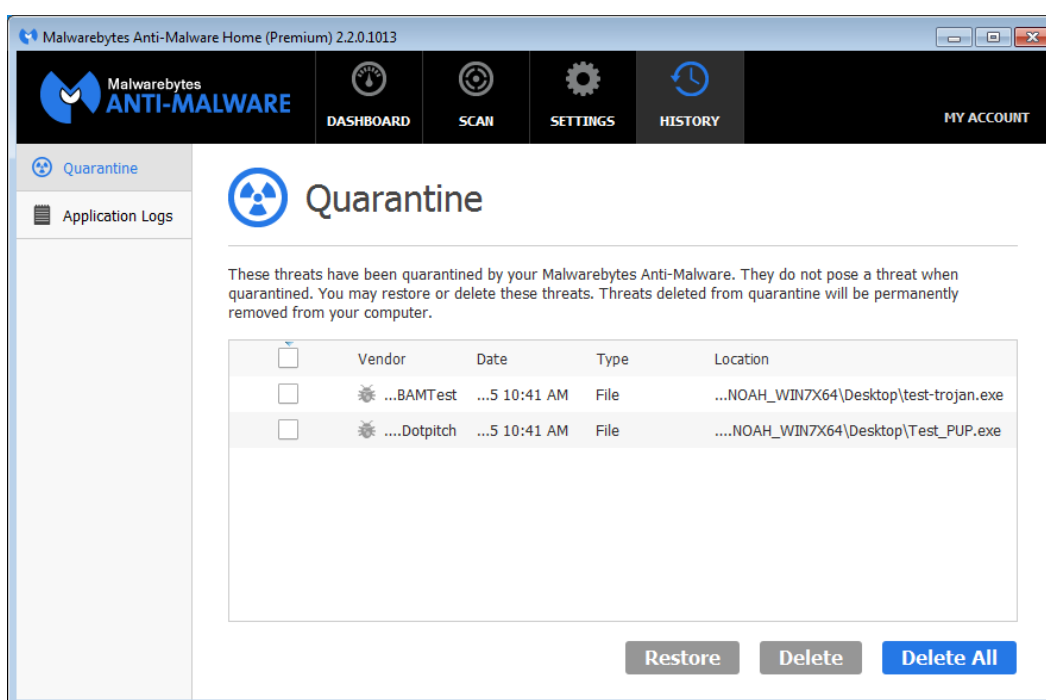 Malwarebytes Anti-Malware Home (Premium) 2.2.0.1013
Malwarebytes
ANTI-MALWARE
DASHBOARD
SCAN
SETTINGS
HISTORY
MY ACCOUNT
Quarantine
Application Logs
Quarantine
These threats have been quarantined by your Malwarebytes Anti-Malware. They do not pose a threat when
quarantined. You may restore or delete these threats. Threats deleted from quarantine will be permanently
removed from your computer.
Vendor Date Type Location
...BAMTest ...5 10:41 AM File ...NOAH_WIN7X64\Desktop\test-trojan.exe
....Dotpitch ...5 10:41 AM File ....NOAH_WIN7X64\Desktop\Test_PUP.exe
Restore Delete Delete All